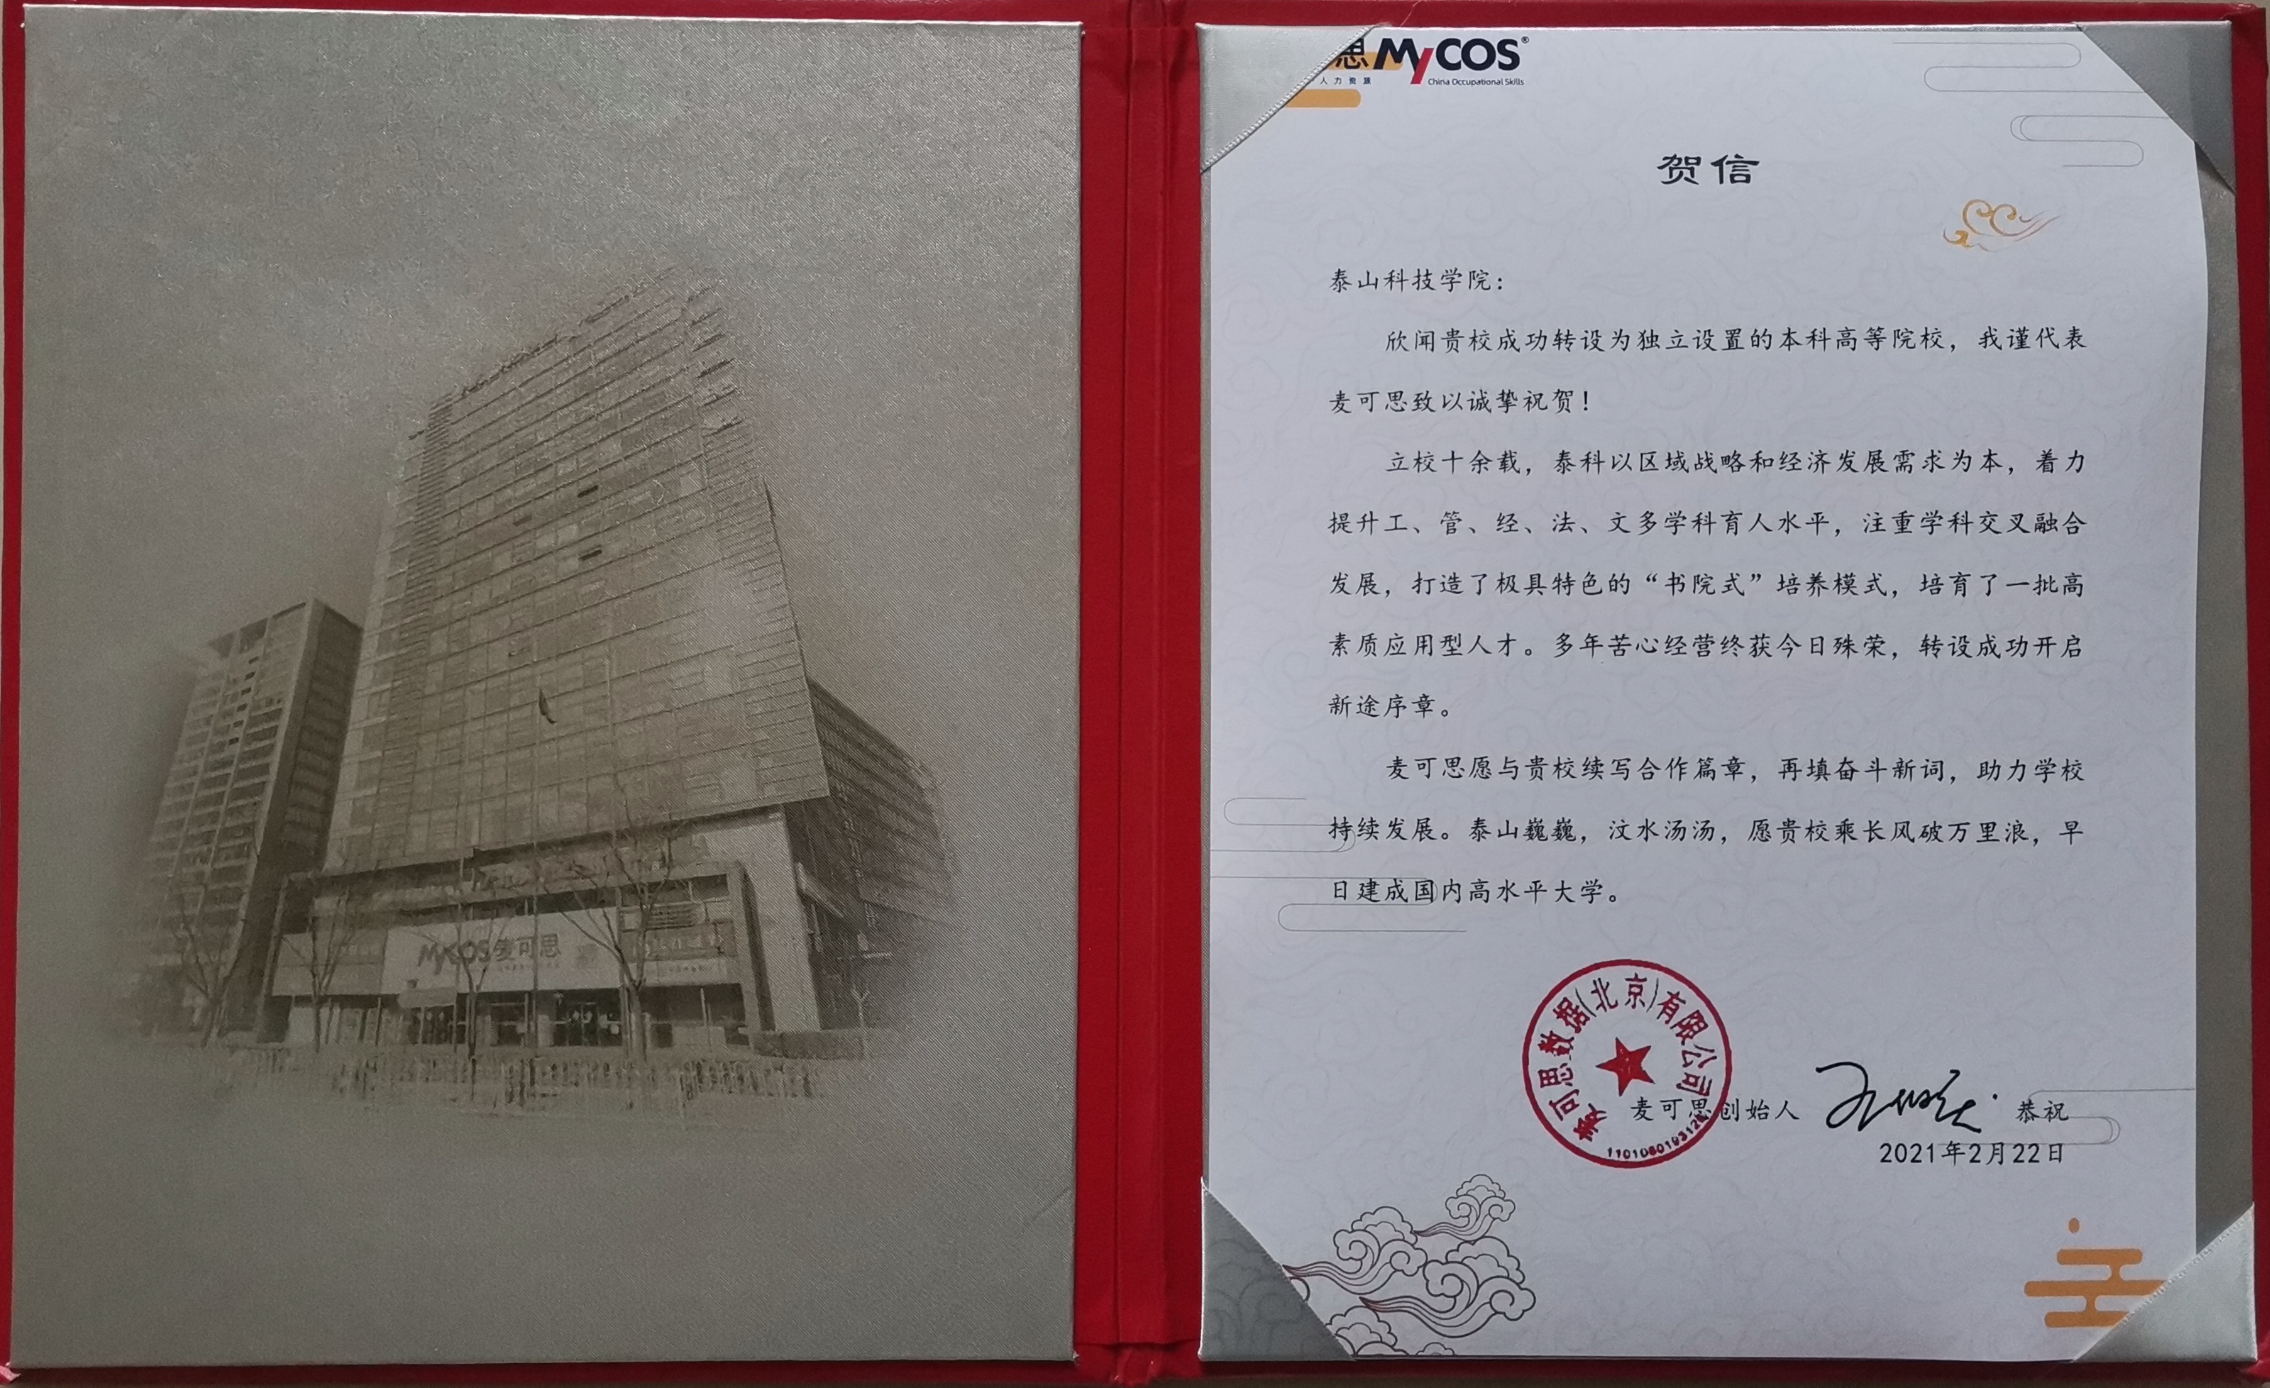 MyCOS麦可思
思MyCOS®
人力资源
China Occupational Skills
贺信
泰山科技学院：
欣闻贵校成功转设为独立设置的本科高等院校，我谨代表
麦可思致以诚挚祝贺！
立校十余载，泰科以区域战略和经济发展需求为本，着力
提升工、管、经、法、文多学科育人水平，注重学科交叉融合
发展，打造了极具特色的“书院式”培养模式，培育了一批高
素质应用型人才。多年苦心经营终获今日殊荣，转设成功开启
新途序章。
麦可思愿与贵校续写合作篇章，再填奋斗新词，助力学校
持续发展。泰山巍巍，汶水汤汤，愿贵校乘长风破万里浪，早
日建成国内高水平大学。
麦可思数据(北京)有限公司
麦可思创始人 恭祝
2021年2月22日